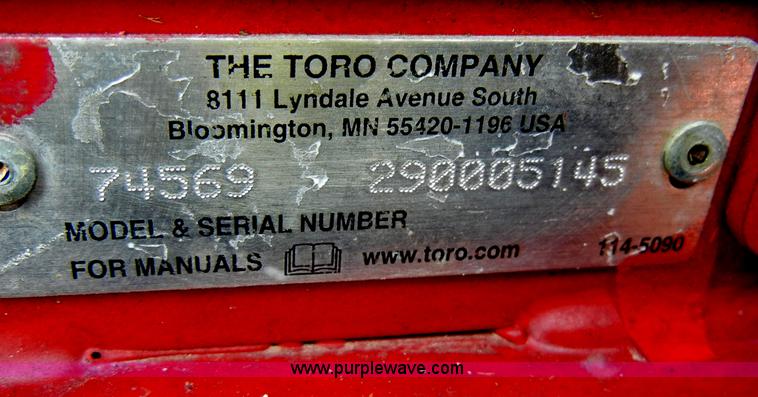 THE TORO COMPANY
8111 Lyndale Avenue South
Bloomington, MN 55420-1196 USA
74569 290005145
MODEL & SERIAL NUMBER
FOR MANUALS www.toro.com 114-5090
www.purplewave.com